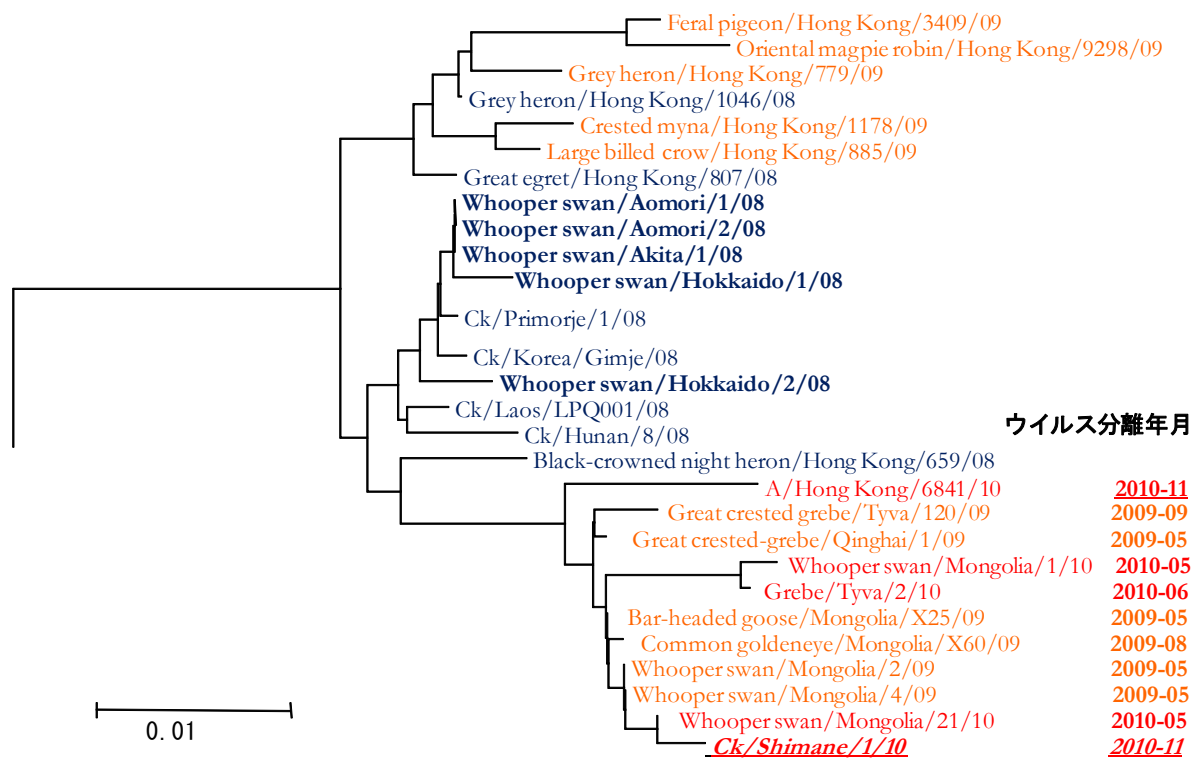 Feral pigeon/Hong Kong/3409/09
Oriental magpie robin/Hong Kong/9298/09
Grey heron/Hong Kong/779/09
Grey heron/Hong Kong/1046/08
Crested myna/Hong Kong/1178/09
Large billed crow/Hong Kong/885/09
Great egret/Hong Kong/807/08
Whooper swan/Aomori/1/08
Whooper swan/Aomori/2/08
Whooper swan/Akita/1/08
Whooper swan/Hokkaido/1/08
Ck/Primorje/1/08
Ck/Korea/Gimje/08
Whooper swan/Hokkaido/2/08
Ck/Laos/LPQ001/08
ウイルス分離年月
Ck/Hunan/8/08
Black-crowned night heron/Hong Kong/659/08
A/Hong Kong/6841/10 2010-11
Great crested grebe/Tyva/120/09 2009-09
Great crested-grebe/Qinghai/1/09 2009-05
Whooper swan/Mongolia/1/10 2010-05
Grebe/Tyva/2/10 2010-06
Bar-headed goose/Mongolia/X25/09 2009-05
Common goldeneye/Mongolia/X60/09 2009-08
Whooper swan/Mongolia/2/09 2009-05
Whooper swan/Mongolia/4/09 2009-05
Whooper swan/Mongolia/21/10 2010-05
Ck/Shimane/1/10 2010-11
0.01